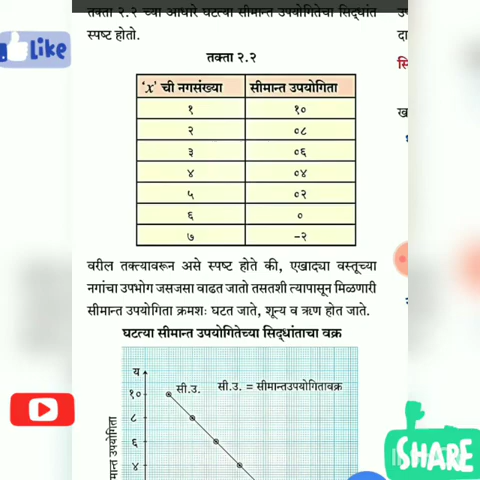 तक्ता २.२ च्या आधारे घटत्या सीमान्त उपयोगितेचा सिद्धांत
स्पष्ट होतो.
Like
तक्ता २.२
'x' ची नगसंख्या सीमान्त उपयोगिता
१ १०
२ ०८
३ ०६
४ ०४
५ ०२
६ ०
७ -२
वरील तक्त्यावरून असे स्पष्ट होते की, एखाद्या वस्तूच्या
नगांचा उपभोग जसजसा वाढत जातो तसतशी त्यापासून मिळणारी
सीमान्त उपयोगिता क्रमशः घटत जाते, शून्य व ऋण होत जाते.
घटत्या सीमान्त उपयोगितेच्या सिद्धांताचा वक्र
य
सी.उ. सी.उ. = सीमान्तउपयोगितावक्र
१०
८
६
४
उपयोगिता
SHARE